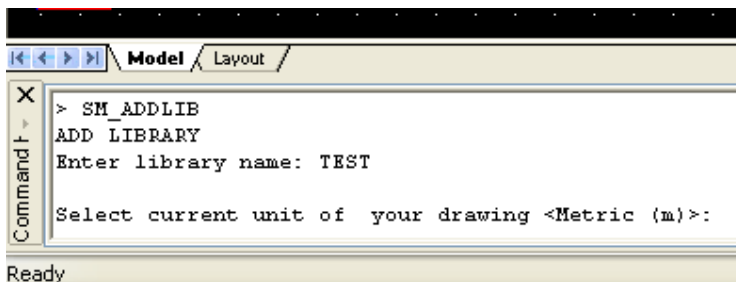 Model Layout
> SM_ADDLIB
ADD LIBRARY
Enter library name: TEST
Select current unit of  your drawing <Metric (m)>:
Command H
Ready